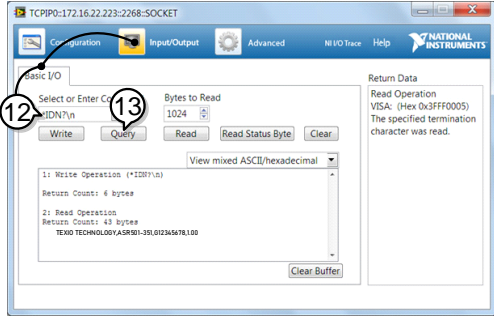 TCPIP0::172.16.22.223::2268::SOCKET
Configuration
Input/Output
Advanced
NI I/O Trace
Help
NATIONAL
INSTRUMENTS
Basic I/O
Select or Enter
Bytes to Read
12
13
*IDN?\n
1024
Write
Query
Read
Read Status Byte
Clear
View mixed ASCII/hexadecimal
1: Write Operation (*IDN?\n)
Return Count: 6 bytes
2: Read Operation
Return Count: 43 bytes
TEXIO TECHNOLOGY,ASR501-351,G12345678,1.00
Clear Buffer
Return Data
Read Operation
VISA: (Hex 0x3FFF0005)
The specified termination
character was read.